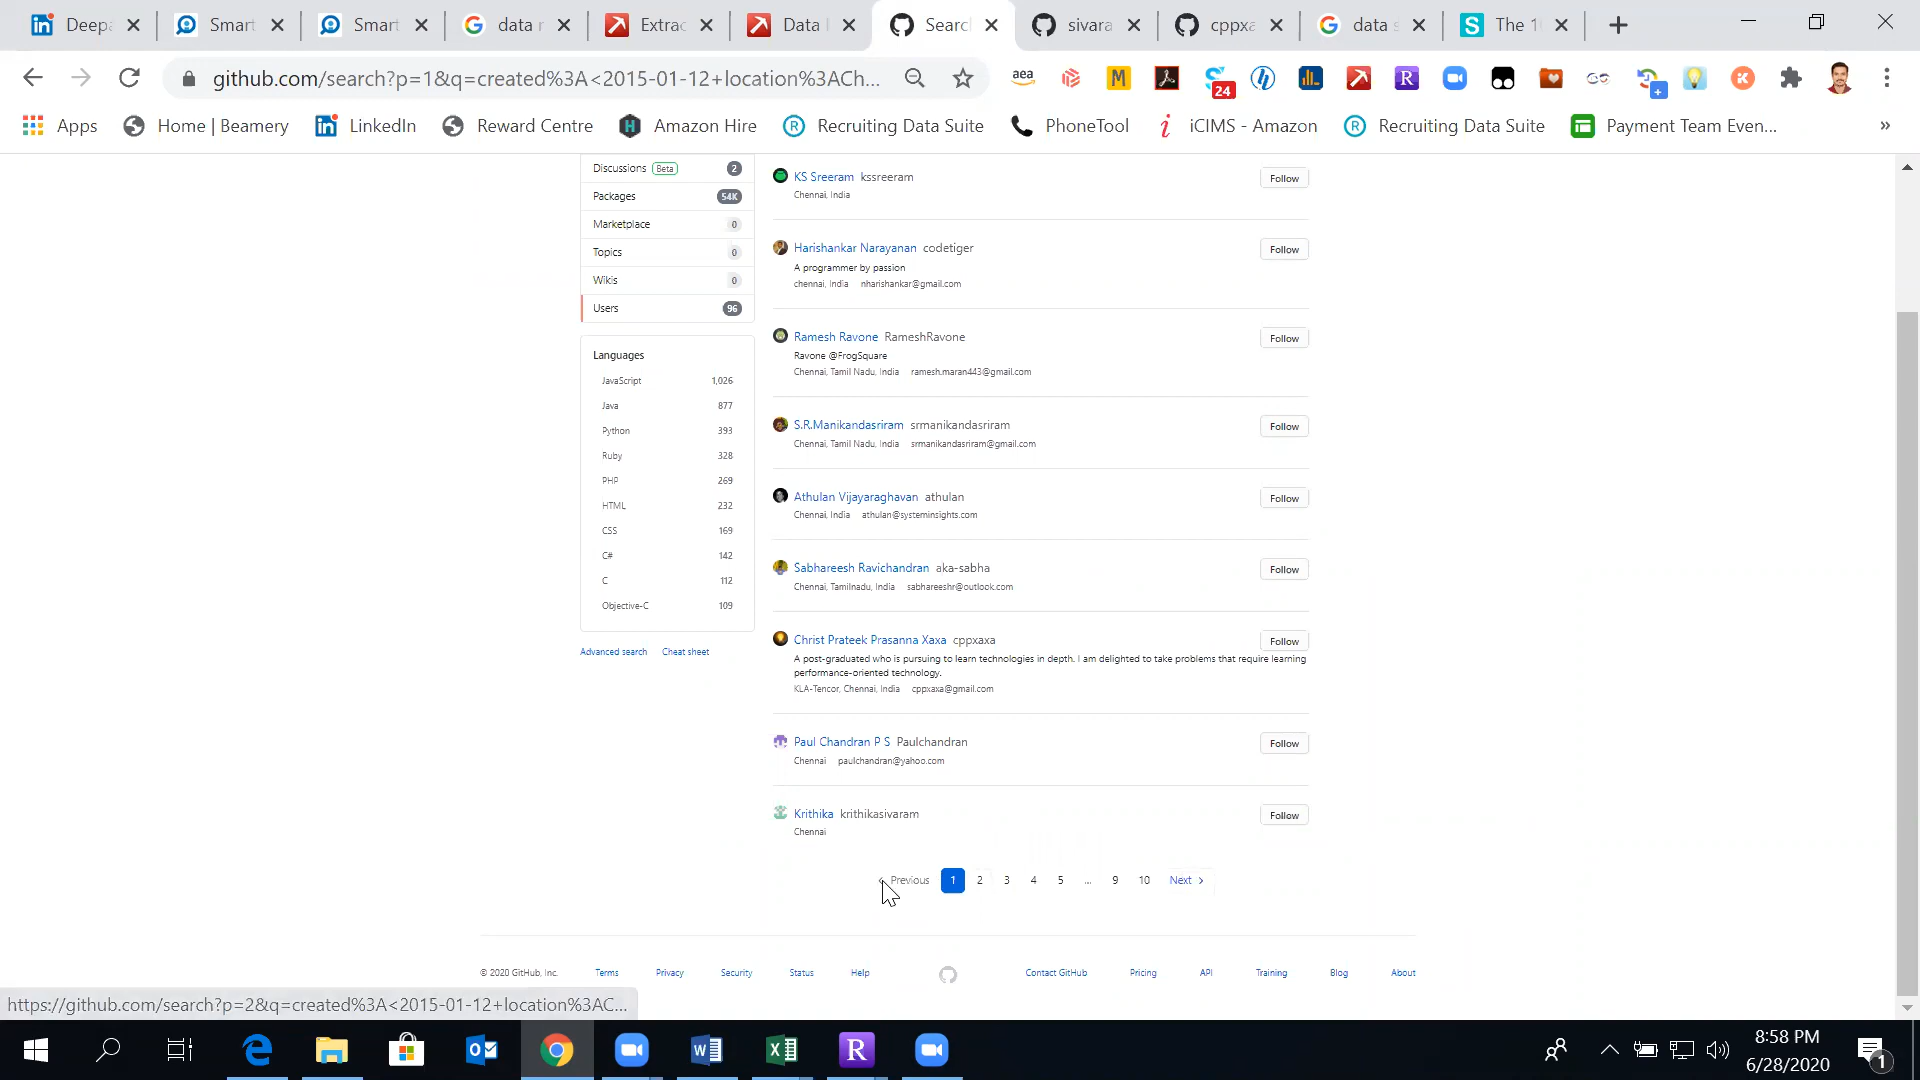 Deepa
Smart
Smart
data r
Extrac
Data
Searc
sivara
cppxa
data s
The 1
github.com/search?p=1&q=created%3A<2015-01-12+location%3ACh...
aea
24
Apps
Home | Beamery
LinkedIn
Reward Centre
Amazon Hire
Recruiting Data Suite
PhoneTool
iCIMS - Amazon
Recruiting Data Suite
Payment Team Even...
Discussions Beta 2
Packages 54K
Marketplace 0
Topics 0
Wikis 0
Users 96
Languages
JavaScript 1,026
Java 877
Python 393
Ruby 328
PHP 269
HTML 232
CSS 169
C# 142
C 112
Objective-C 109
Advanced search Cheat sheet
KS Sreeram kssreeram Follow
Chennai, India
Harishankar Narayanan codetiger Follow
A programmer by passion
chennai, India nharishankar@gmail.com
Ramesh Ravone RameshRavone Follow
Ravone @FrogSquare
Chennai, Tamil Nadu, India ramesh.maran443@gmail.com
S.R.Manikandasriram srmanikandasriram Follow
Chennai, Tamil Nadu, India srmanikandasriram@gmail.com
Athulan Vijayaraghavan athulan Follow
Chennai, India athulan@systeminsights.com
Sabhareesh Ravichandran aka-sabha Follow
Chennai, Tamilnadu, India sabhareeshr@outlook.com
Christ Prateek Prasanna Xaxa cppxaxa Follow
A post-graduated who is pursuing to learn technologies in depth. I am delighted to take problems that require learning
performance-oriented technology.
KLA-Tencor, Chennai, India cppxaxa@gmail.com
Paul Chandran P S Paulchandran Follow
Chennai paulchandran@yahoo.com
Krithika krithikasivaram Follow
Chennai
Previous 1 2 3 4 5 ... 9 10 Next
© 2020 GitHub, Inc. Terms Privacy Security Status Help Contact GitHub Pricing API Training Blog About
https://github.com/search?p=2&q=created%3A<2015-01-12+location%3AC...
8:58 PM
6/28/2020
1